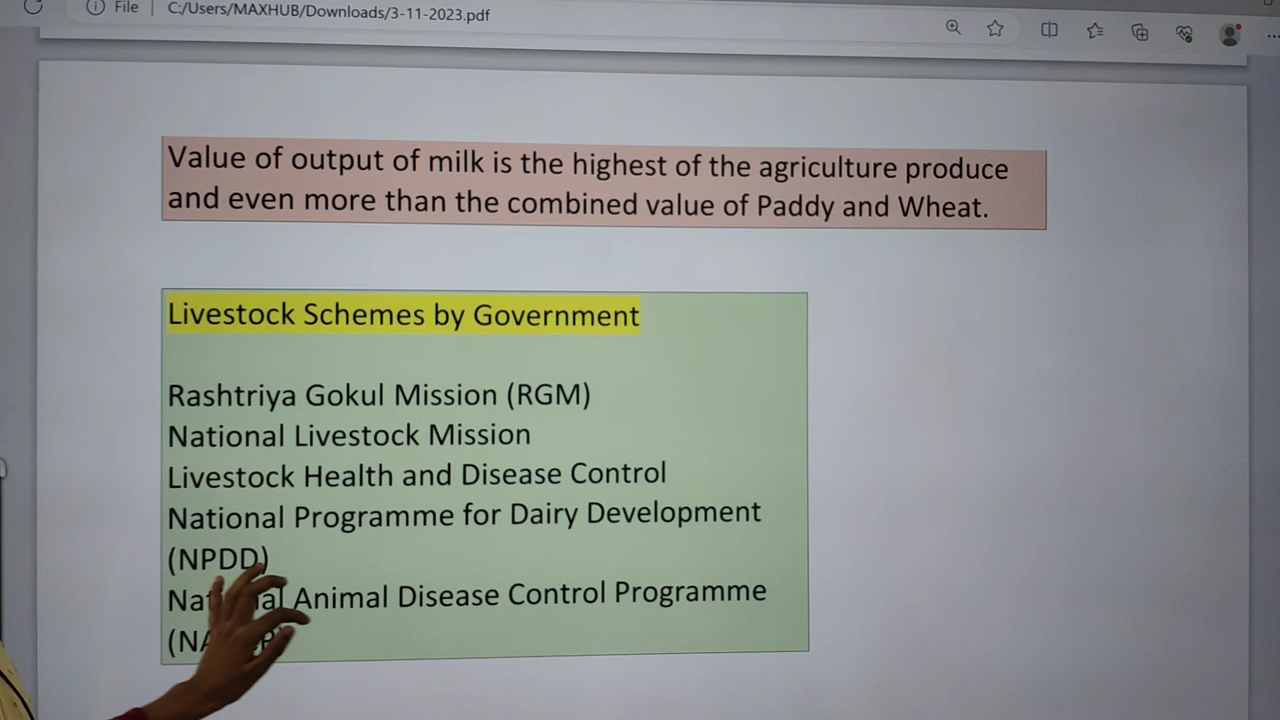 File
C:/Users/MAXHUB/Downloads/3-11-2023.pdf
Value of output of milk is the highest of the agriculture produce
and even more than the combined value of Paddy and Wheat.
Livestock Schemes by Government
Rashtriya Gokul Mission (RGM)
National Livestock Mission
Livestock Health and Disease Control
National Programme for Dairy Development
(NPDD)
Animal Disease Control Programme